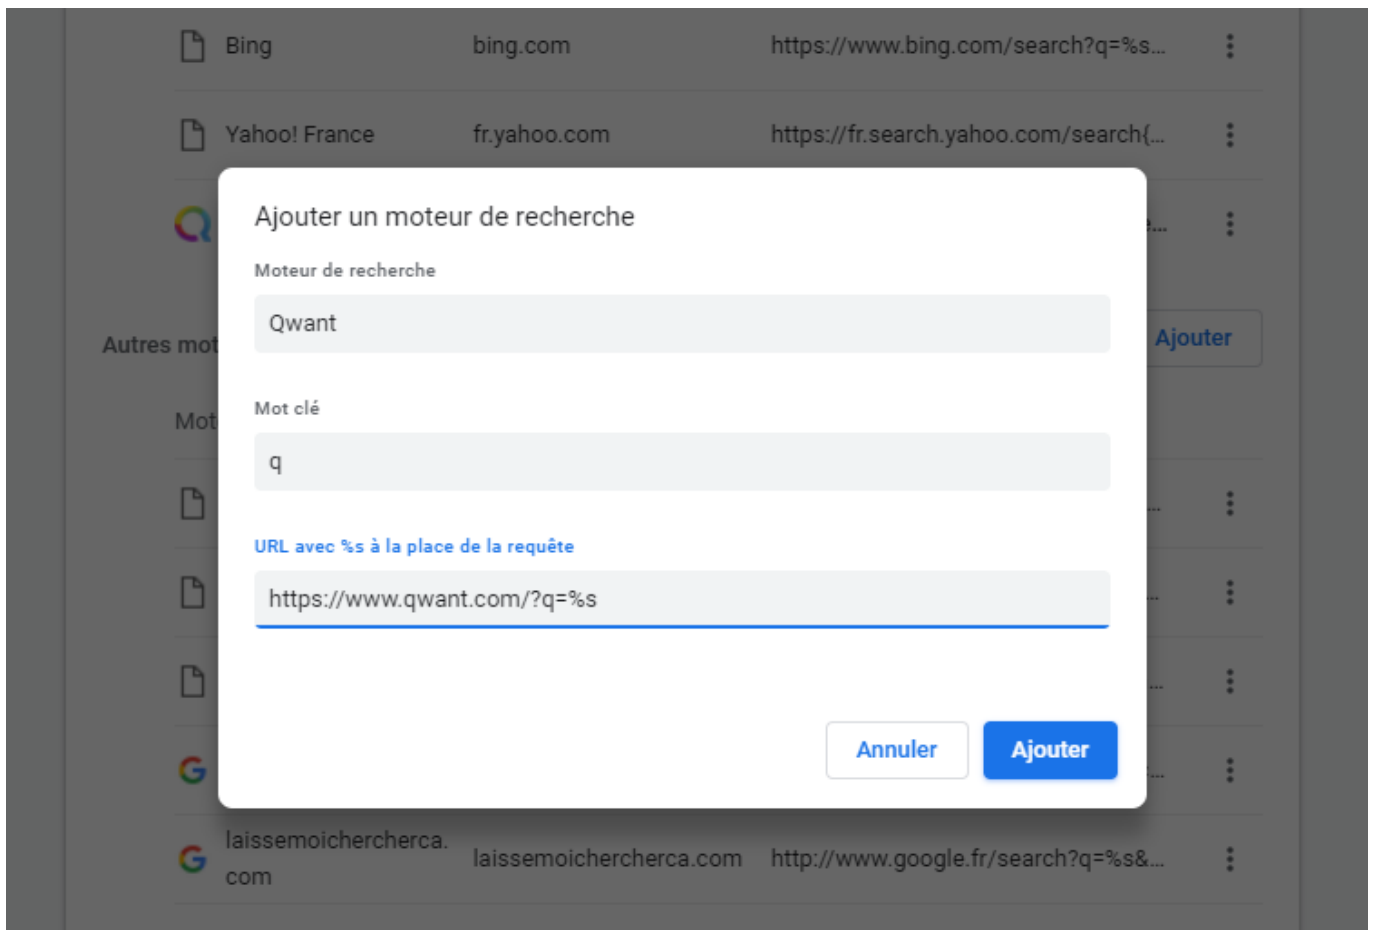 Bing bing.com https://www.bing.com/search?q=%s...
Yahoo! France fr.yahoo.com https://fr.search.yahoo.com/search{...
Ajouter un moteur de recherche
Moteur de recherche
Qwant
Autres mot
Ajouter
Mot clé
Mot
q
URL avec %s à la place de la requête
https://www.qwant.com/?q=%s
Annuler Ajouter
laissemoichercherca.
com laissemoichercherca.com http://www.google.fr/search?q=%s&...